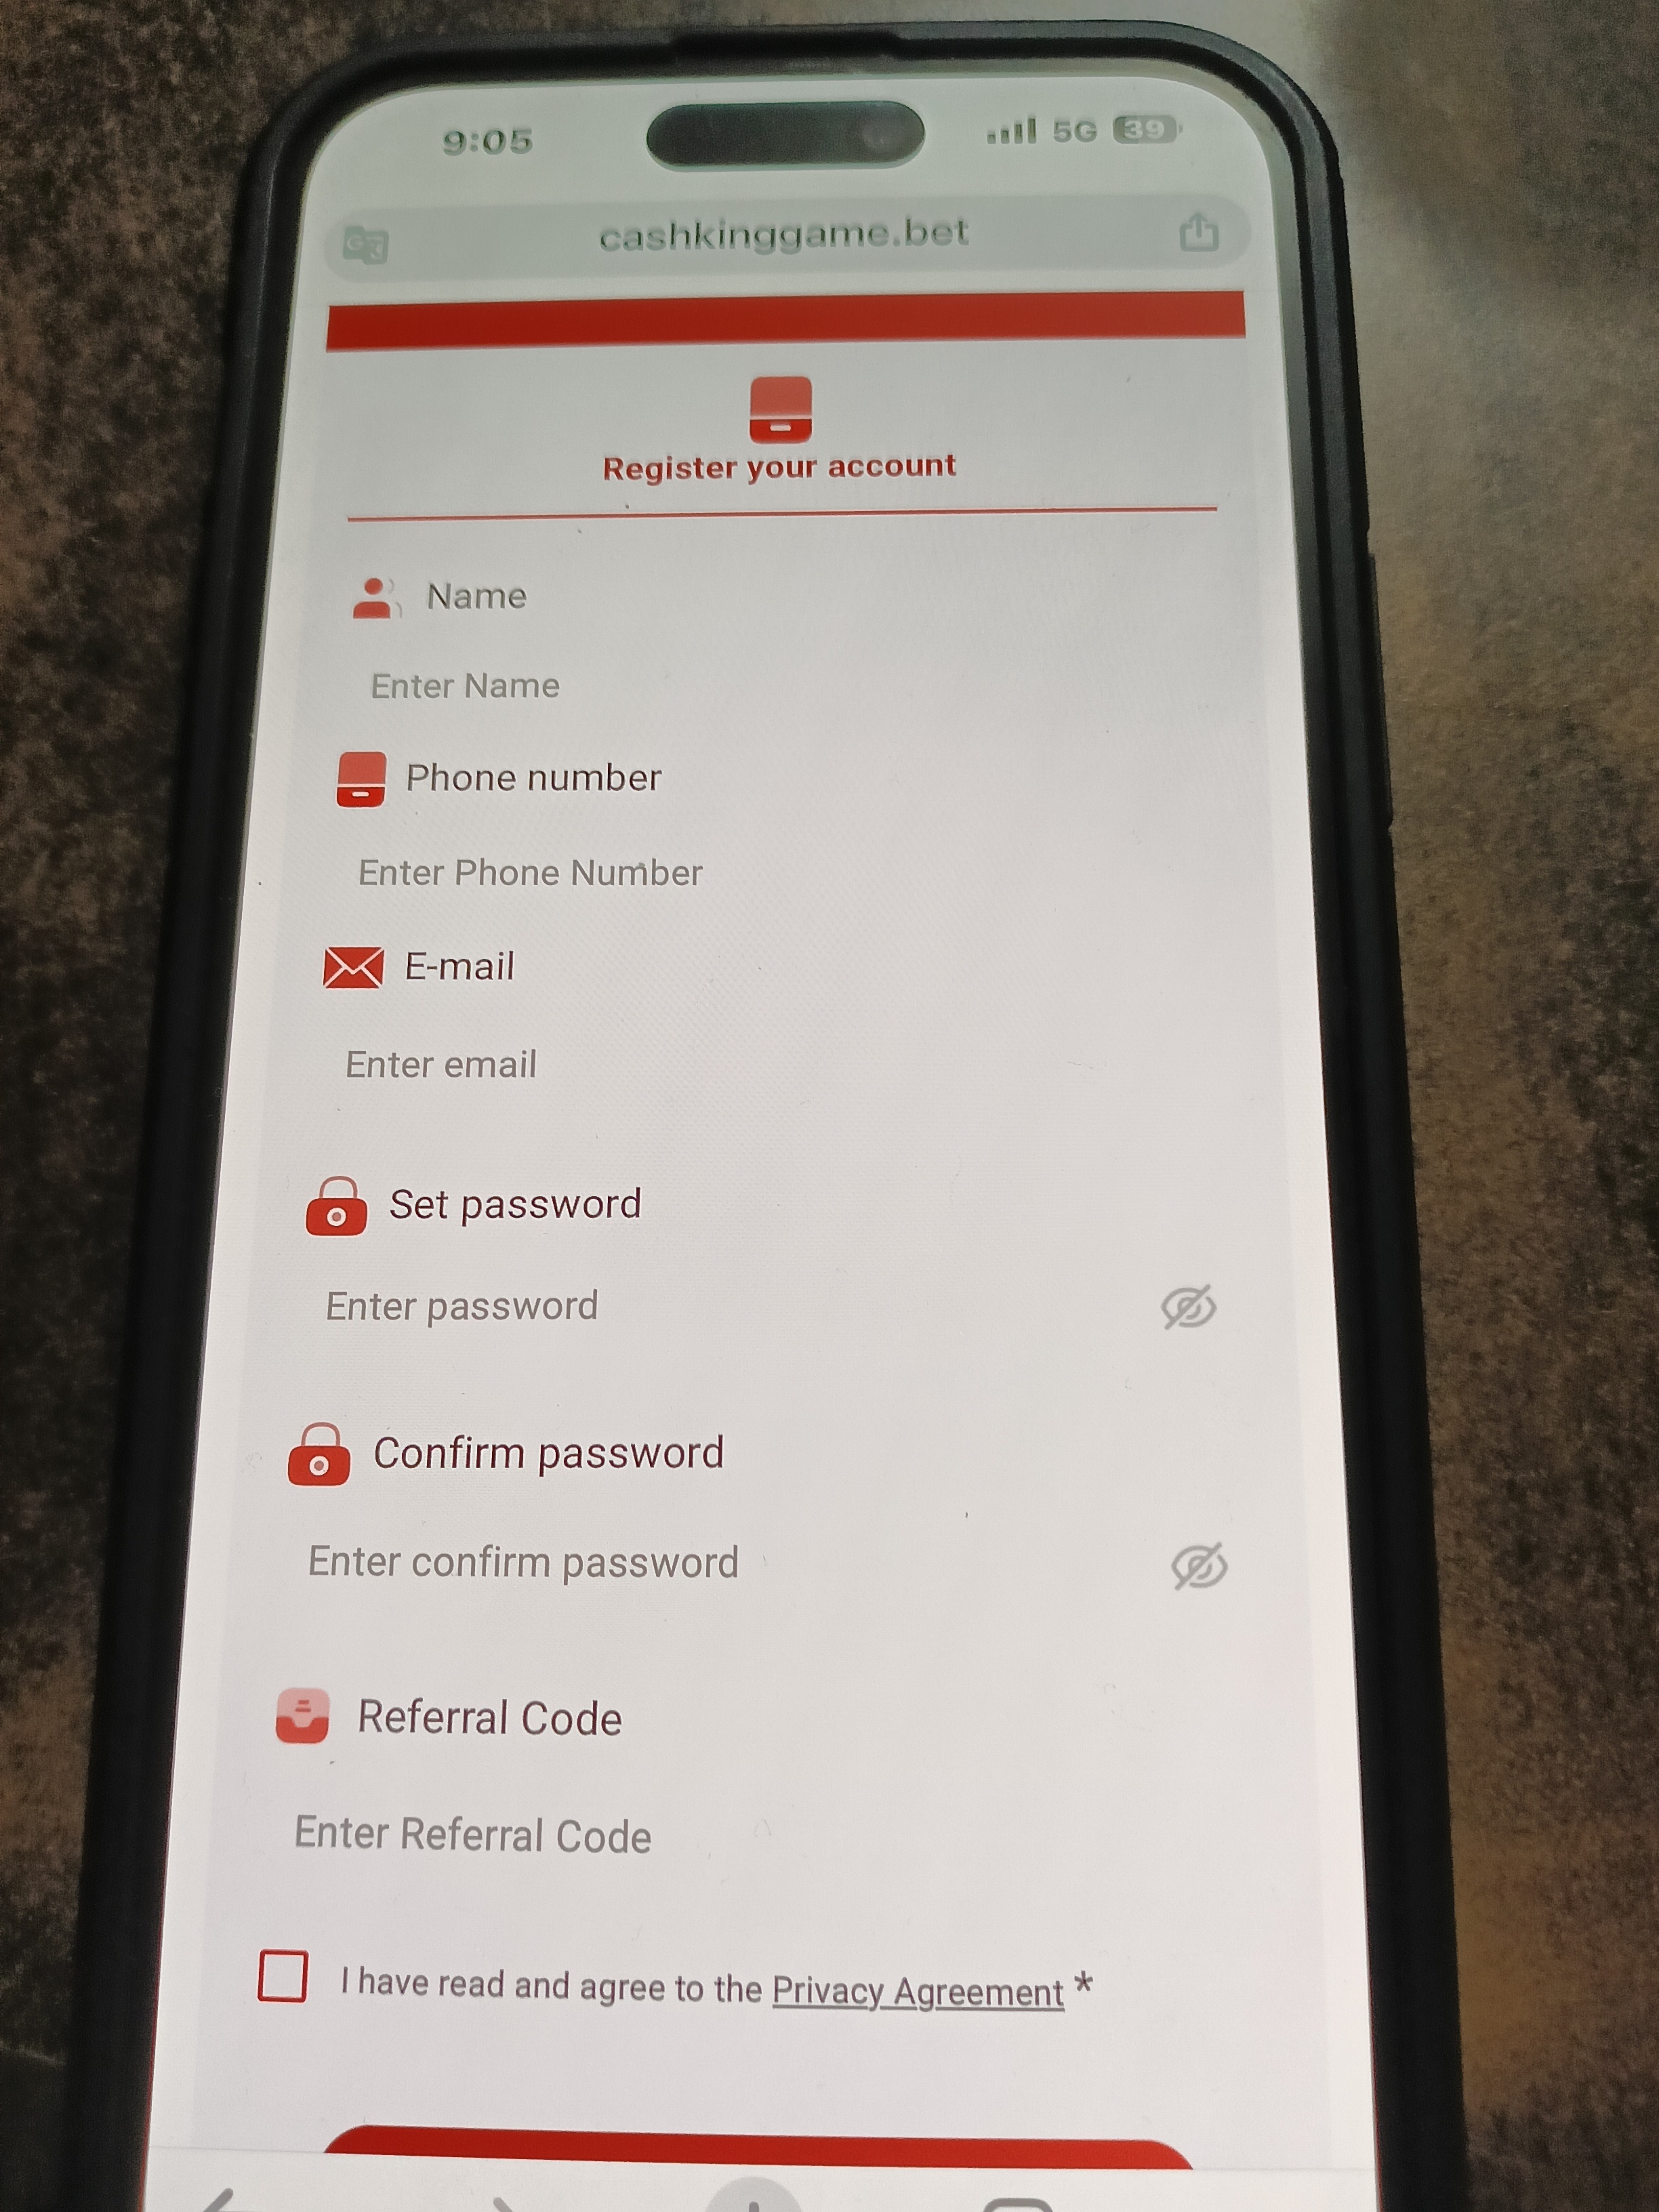 9:05 5G 39
cashkinggame.bet
Register your account
Name
Enter Name
Phone number
Enter Phone Number
E-mail
Enter email
Set password
Enter password
Confirm password
Enter confirm password
Referral Code
Enter Referral Code
I have read and agree to the Privacy Agreement *